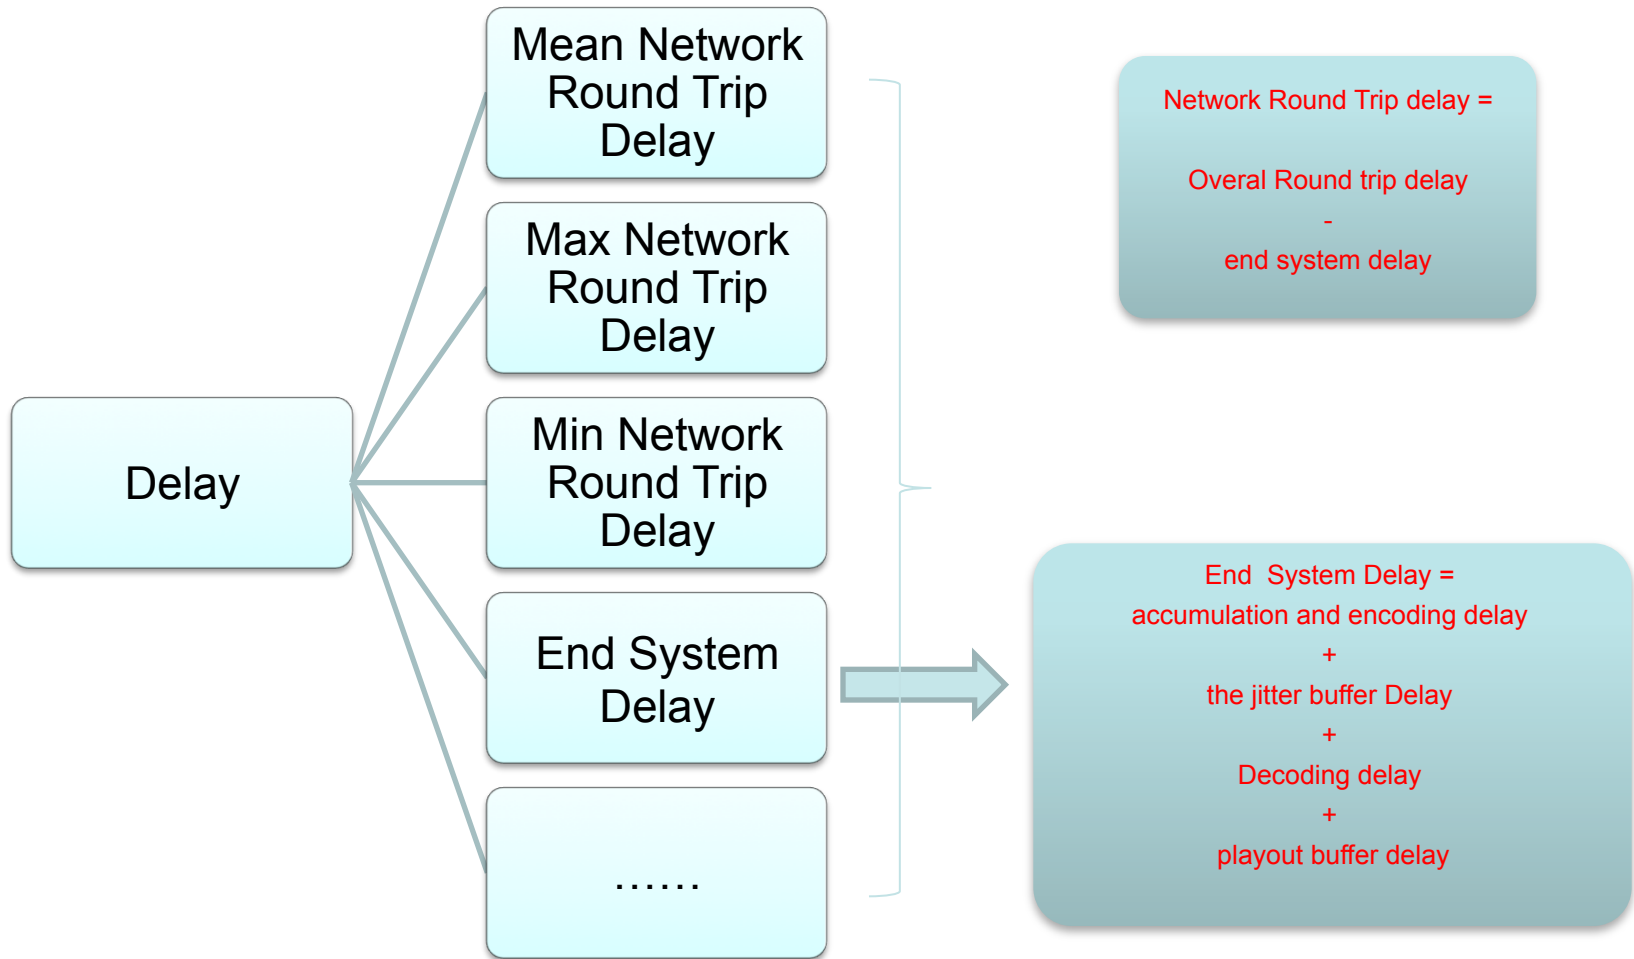 Delay
Mean Network
Round Trip
Delay
Max Network
Round Trip
Delay
Min Network
Round Trip
Delay
End System
Delay
......
Network Round Trip delay =
Overal Round trip delay
-
end system delay
End  System Delay =
accumulation and encoding delay
+
the jitter buffer Delay
+
Decoding delay
+
playout buffer delay